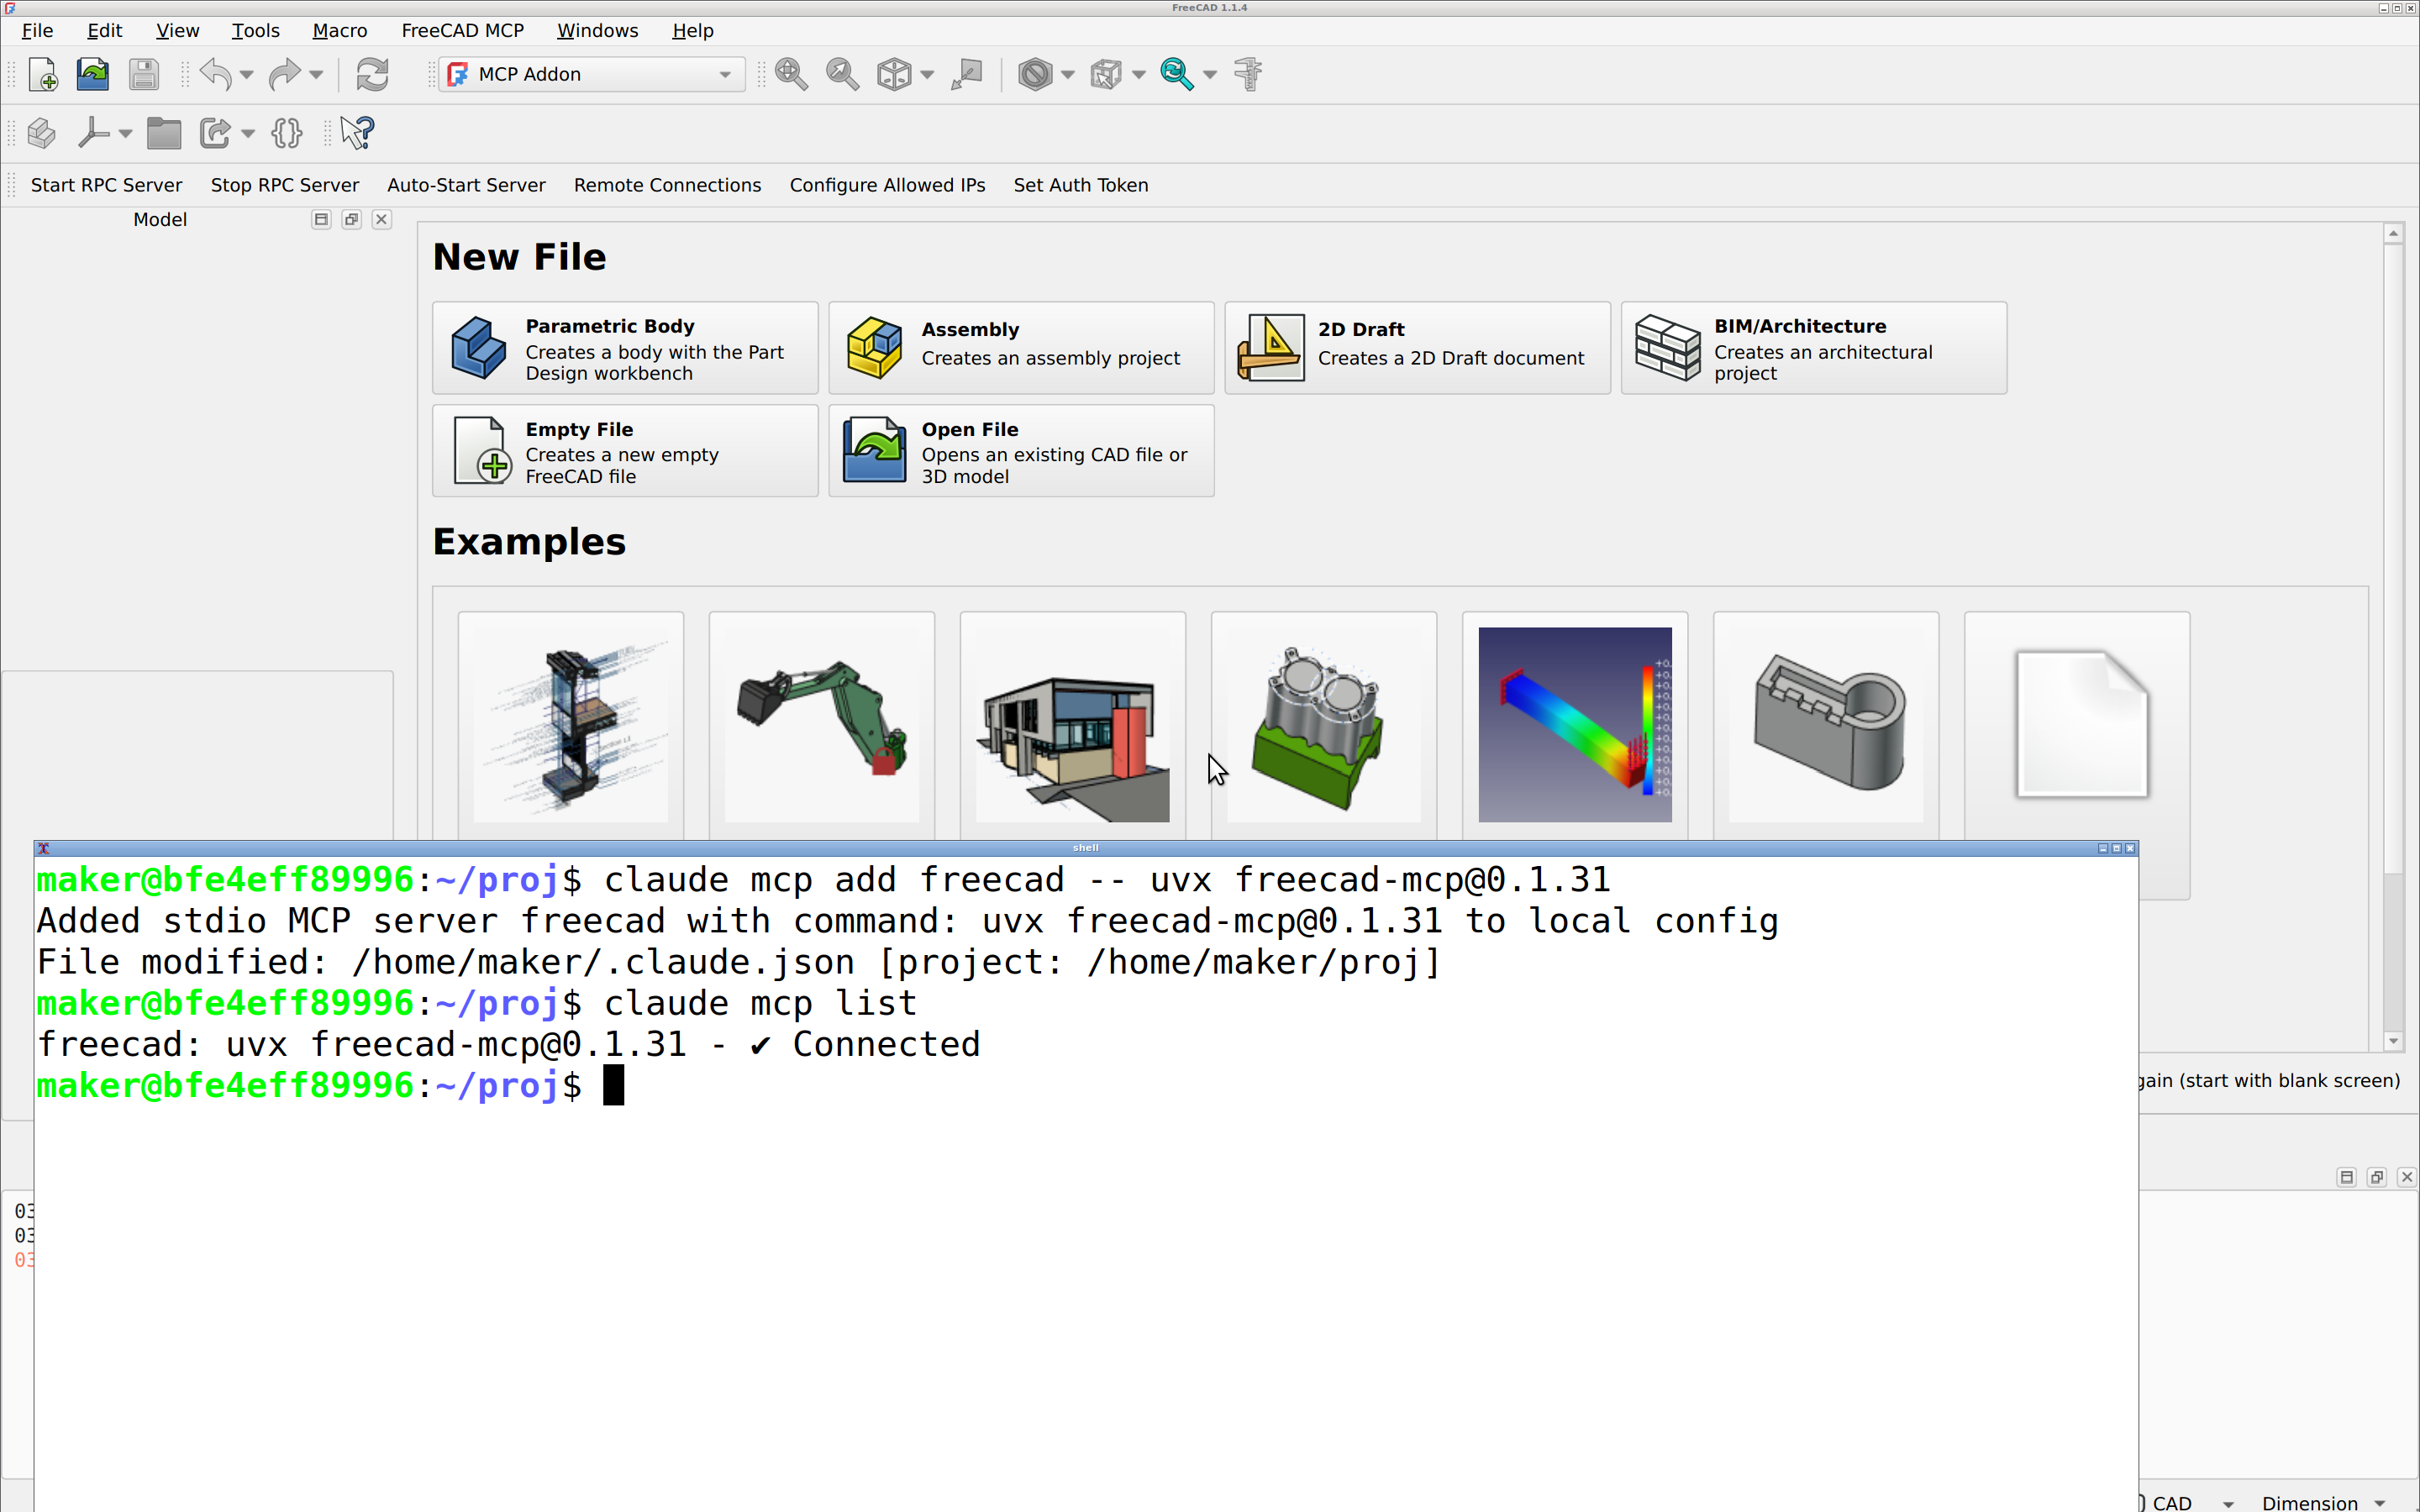 FreeCAD 1.1.4
File Edit View Tools Macro FreeCAD MCP Windows Help
MCP Addon
Start RPC Server Stop RPC Server Auto-Start Server Remote Connections Configure Allowed IPs Set Auth Token
Model
New File
Parametric Body
Creates a body with the Part
Design workbench
Assembly
Creates an assembly project
2D Draft
Creates a 2D Draft document
BIM/Architecture
Creates an architectural
project
Empty File
Creates a new empty
FreeCAD file
Open File
Opens an existing CAD file or
3D model
Examples
shell
maker@bfe4eff89996:~/proj$ claude mcp add freecad -- uvx freecad-mcp@0.1.31
Added stdio MCP server freecad with command: uvx freecad-mcp@0.1.31 to local config
File modified: /home/maker/.claude.json [project: /home/maker/proj]
maker@bfe4eff89996:~/proj$ claude mcp list
freecad: uvx freecad-mcp@0.1.31 - ✔ Connected
maker@bfe4eff89996:~/proj$
gain (start with blank screen)
03
03
03
CAD Dimension